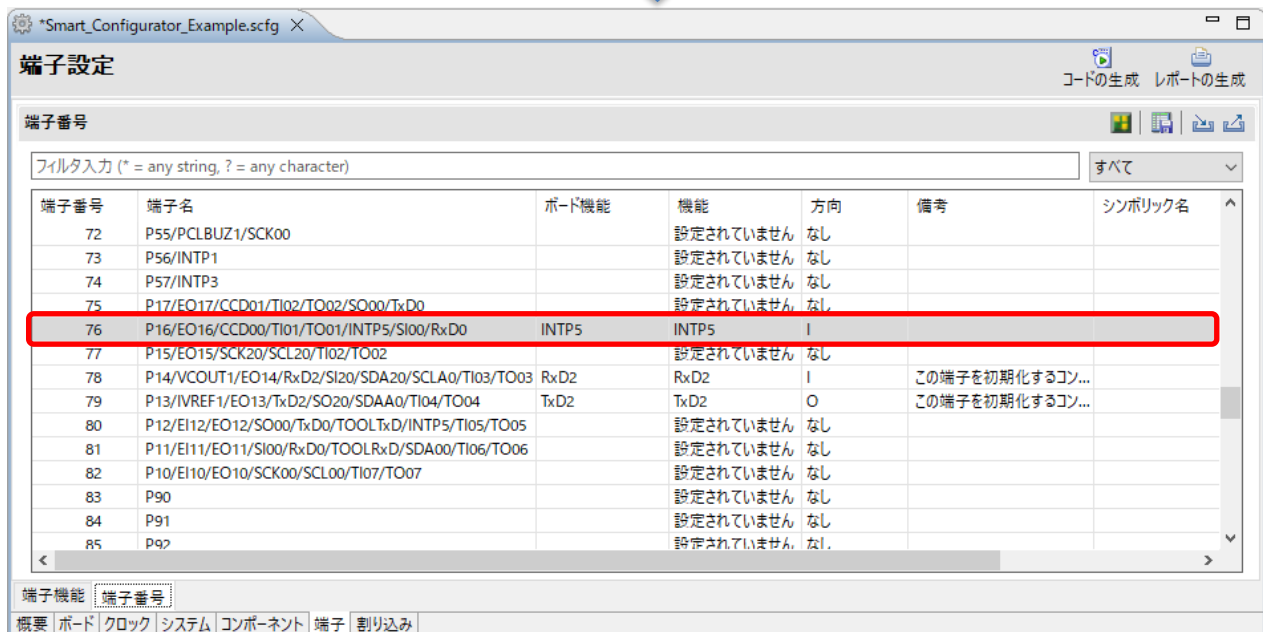 *Smart_Configurator_Example.scfg
端子設定
コードの生成 レポートの生成
端子番号
フィルタ入力 (* = any string, ? = any character)
すべて
端子番号 端子名 ボード機能 機能 方向 備考 シンボリック名
72 P55/PCLBUZ1/SCK00 設定されていません なし
73 P56/INTP1 設定されていません なし
74 P57/INTP3 設定されていません なし
75 P17/EO17/CCD01/TI02/TO02/SO00/TxD0 設定されていません なし
76 P16/EO16/CCD00/TI01/TO01/INTP5/SI00/RxD0 INTP5 INTP5 I
77 P15/EO15/SCK20/SCL20/TI02/TO02 設定されていません なし
78 P14/VCOUT1/EO14/RxD2/SI20/SDA20/SCLA0/TI03/TO03 RxD2 RxD2 I この端子を初期化するコン...
79 P13/IVREF1/EO13/TxD2/SO20/SDAA0/TI04/TO04 TxD2 TxD2 O この端子を初期化するコン...
80 P12/EI12/EO12/SO00/TxD0/TOOLTxD/INTP5/TI05/TO05 設定されていません なし
81 P11/EI11/EO11/SI00/RxD0/TOOLRxD/SDA00/TI06/TO06 設定されていません なし
82 P10/EI10/EO10/SCK00/SCL00/TI07/TO07 設定されていません なし
83 P90 設定されていません なし
84 P91 設定されていません なし
85 P92 設定されていません なし
端子機能 端子番号
概要 ボード クロック システム コンポーネント 端子 割り込み